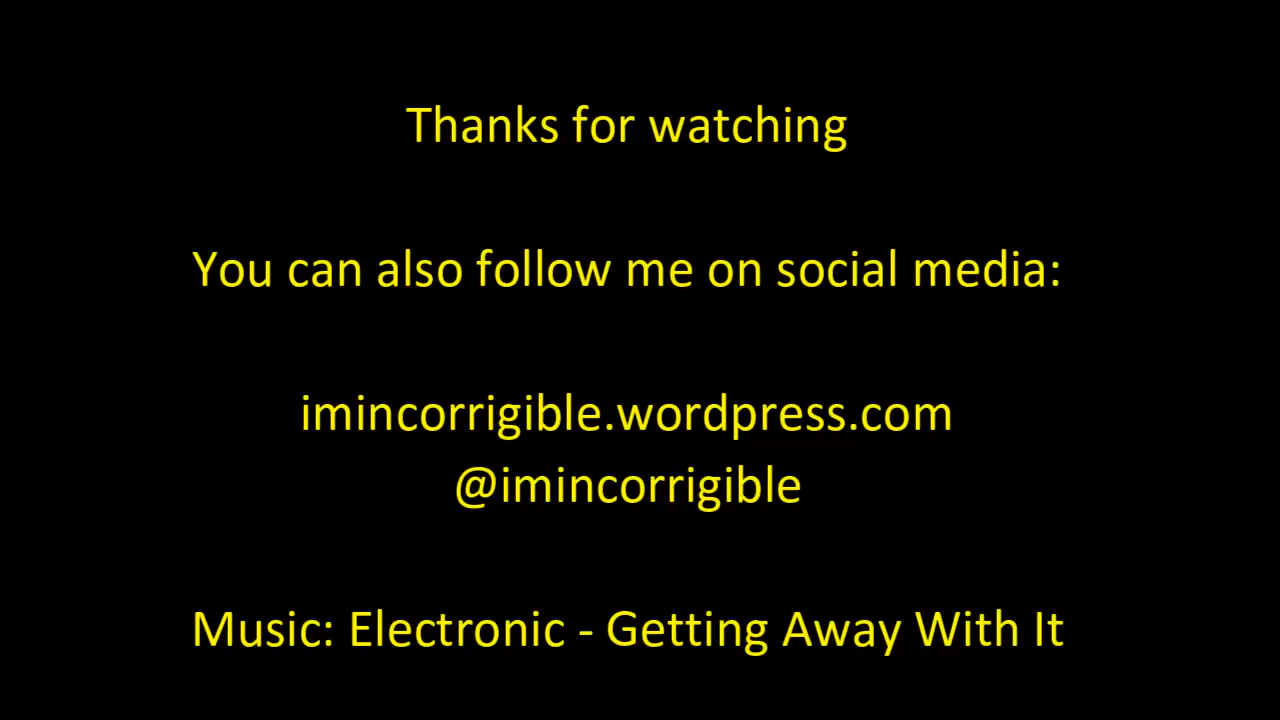 Thanks for watching
You can also follow me on social media:
imincorrigible.wordpress.com
@imincorrigible
Music: Electronic - Getting Away With It